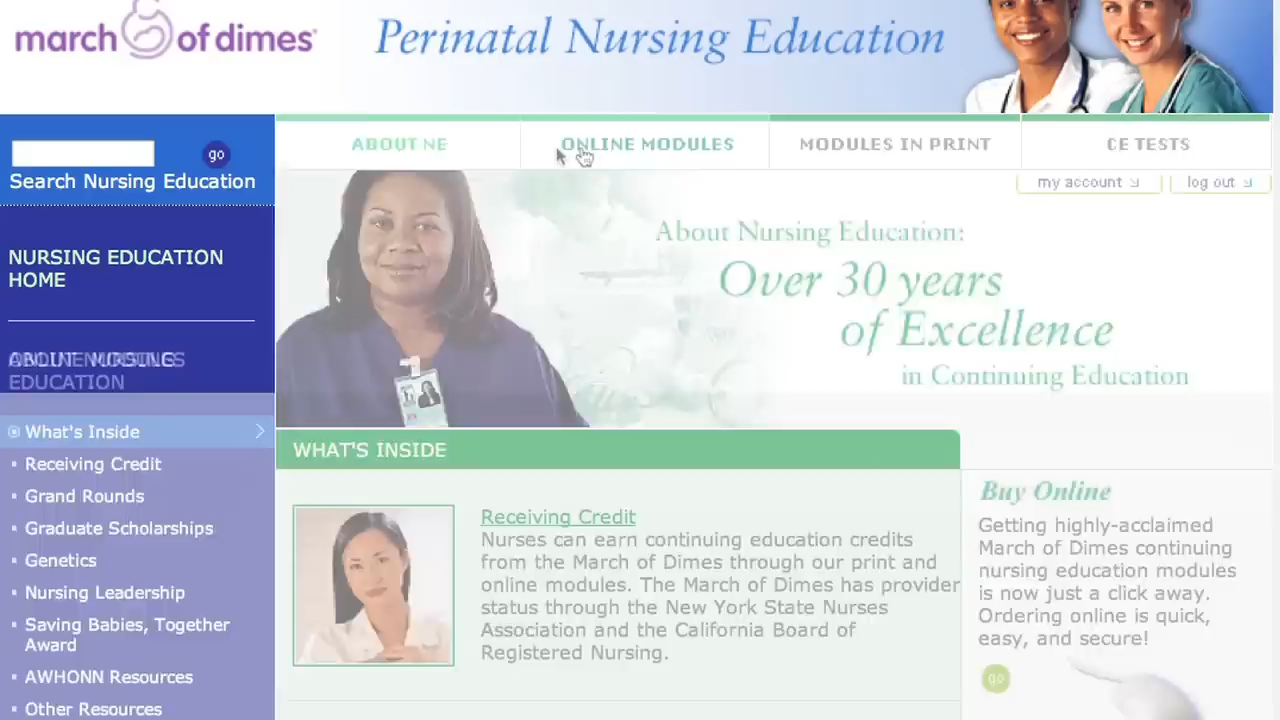 march of dimes
Perinatal Nursing Education
ABOUT NE
ONLINE MODULES
MODULES IN PRINT
CE TESTS
go
Search Nursing Education
my account
log out
NURSING EDUCATION
HOME
ABOUT NURSING
EDUCATION
What's Inside
Receiving Credit
Grand Rounds
Graduate Scholarships
Genetics
Nursing Leadership
Saving Babies, Together
Award
AWHONN Resources
Other Resources
About Nursing Education:
Over 30 years
of Excellence
in Continuing Education
WHAT'S INSIDE
Receiving Credit
Nurses can earn continuing education credits
from the March of Dimes through our print and
online modules. The March of Dimes has provider
status through the New York State Nurses
Association and the California Board of
Registered Nursing.
Buy Online
Getting highly-acclaimed
March of Dimes continuing
nursing education modules
is now just a click away.
Ordering online is quick,
easy, and secure!
go